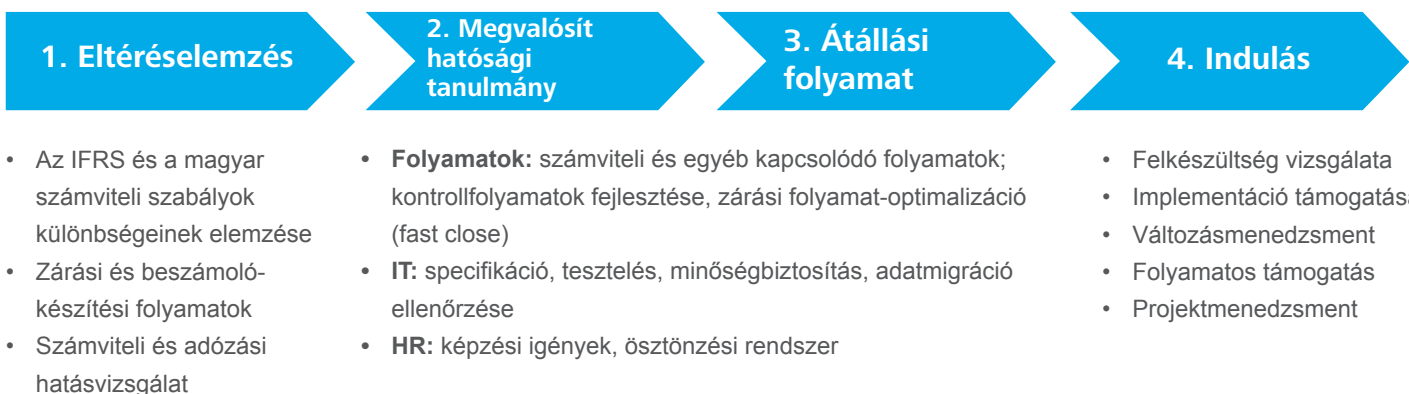 1. Eltéréselemzés
2. Megvalósít
hatósági
tanulmány
3. Átállási
folyamat
4. Indulás
• Az IFRS és a magyar
számviteli szabályok
különbségeinek elemzése
• Zárási és beszámoló-
készítési folyamatok
• Számviteli és adózási
hatásvizsgálat
• Folyamatok: számviteli és egyéb kapcsolódó folyamatok;
kontrollfolyamatok fejlesztése, zárási folyamat-optimalizáció
(fast close)
• IT: specifikáció, tesztelés, minőségbiztosítás, adatmigráció
ellenőrzése
• HR: képzési igények, ösztönzési rendszer
• Felkészültség vizsgálata
• Implementáció támogatása
• Változásmenedzsment
• Folyamatos támogatás
• Projektmenedzsment